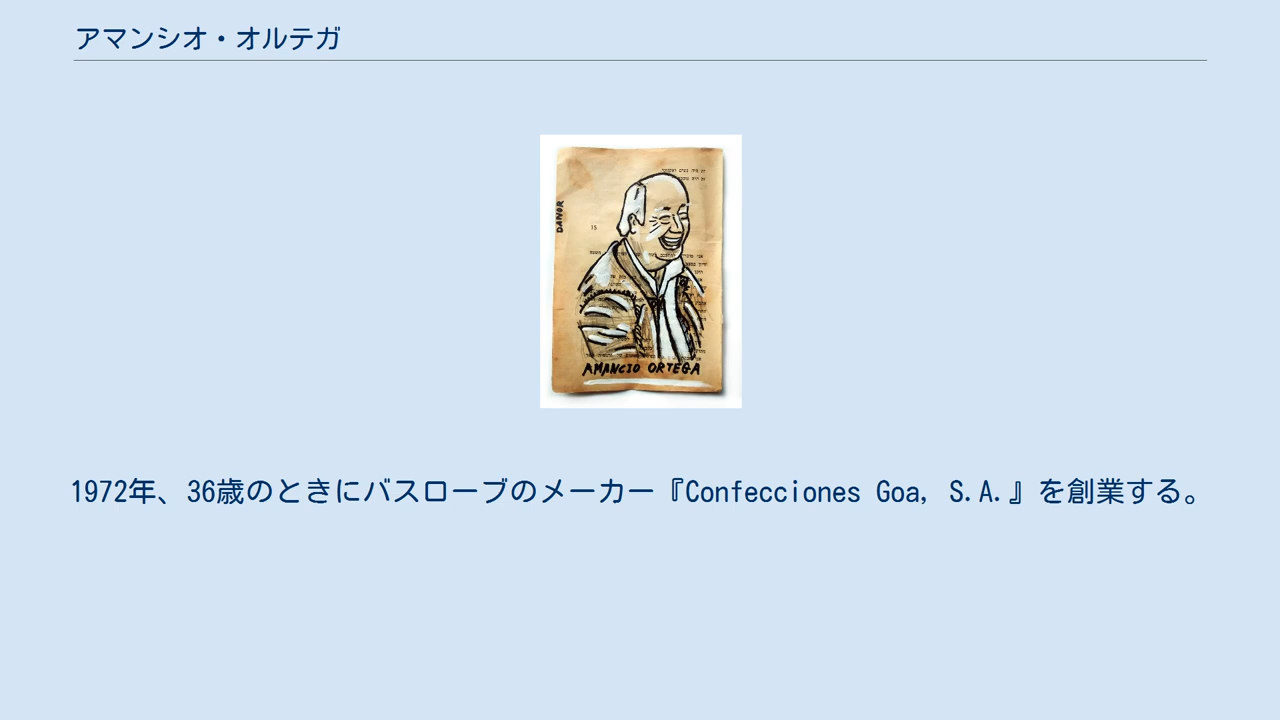 アマンシオ・オルテガ
DANOR
15
AMANCIO ORTEGA
1972年、36歳のときにバスローブのメーカー『Confecciones Goa, S.A.』を創業する。